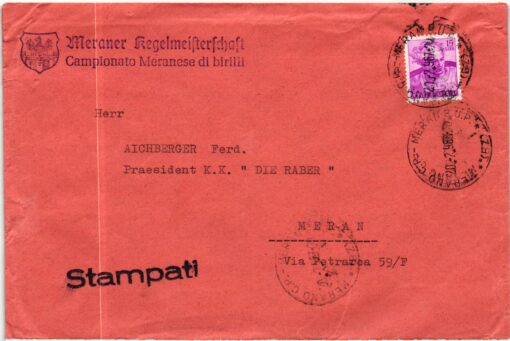 Meraner Kegelmeisterschaft
Campionato Meranese di birilli
Herr
AICHBERGER Ferd.
Praesident K.K. " DIE RABER "
M E R A N
Via Petrarca 59/F
Stampati